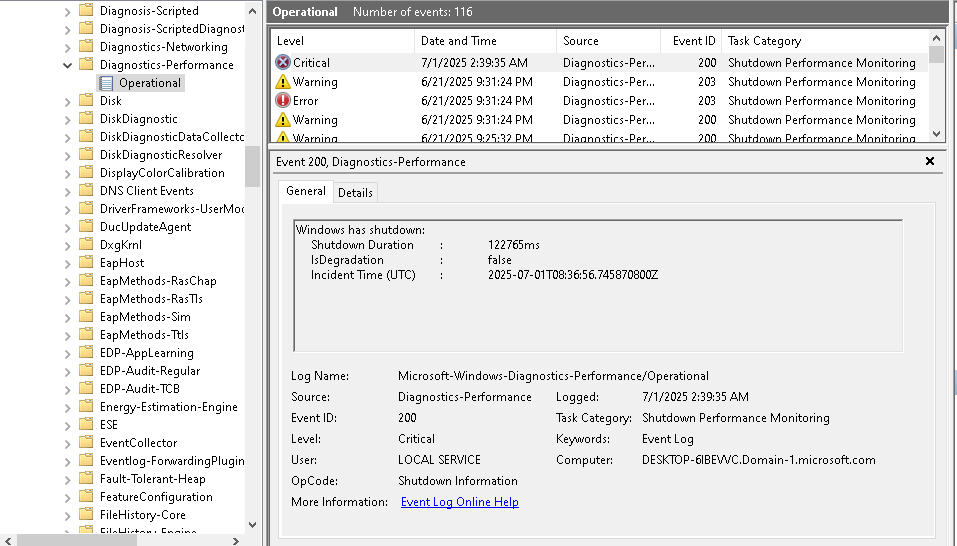 Diagnosis-Scripted
Diagnosis-ScriptedDiagnost
Diagnostics-Networking
Diagnostics-Performance
Operational
Disk
DiskDiagnostic
DiskDiagnosticDataCollecto
DiskDiagnosticResolver
DisplayColorCalibration
DNS Client Events
DriverFrameworks-UserMod
DucUpdateAgent
DxgKrnl
EapHost
EapMethods-RasChap
EapMethods-RasTls
EapMethods-Sim
EapMethods-Ttls
EDP-AppLearning
EDP-Audit-Regular
EDP-Audit-TCB
Energy-Estimation-Engine
ESE
EventCollector
Eventlog-ForwardingPlugin
Fault-Tolerant-Heap
FeatureConfiguration
FileHistory-Core
FileHistory-Engine
Operational Number of events: 116
Level Date and Time Source Event ID Task Category
Critical 7/1/2025 2:39:35 AM Diagnostics-Per... 200 Shutdown Performance Monitoring
Warning 6/21/2025 9:31:24 PM Diagnostics-Per... 203 Shutdown Performance Monitoring
Error 6/21/2025 9:31:24 PM Diagnostics-Per... 203 Shutdown Performance Monitoring
Warning 6/21/2025 9:31:24 PM Diagnostics-Per... 200 Shutdown Performance Monitoring
Warning 6/21/2025 9:25:32 PM Diagnostics-Per... 200 Shutdown Performance Monitoring
Event 200, Diagnostics-Performance
General Details
Windows has shutdown:
Shutdown Duration : 122765ms
IsDegradation : false
Incident Time (UTC) : 2025-07-01T08:36:56.745870800Z
Log Name: Microsoft-Windows-Diagnostics-Performance/Operational
Source: Diagnostics-Performance Logged: 7/1/2025 2:39:35 AM
Event ID: 200 Task Category: Shutdown Performance Monitoring
Level: Critical Keywords: Event Log
User: LOCAL SERVICE Computer: DESKTOP-6IBEVVC.Domain-1.microsoft.com
OpCode: Shutdown Information
More Information: Event Log Online Help